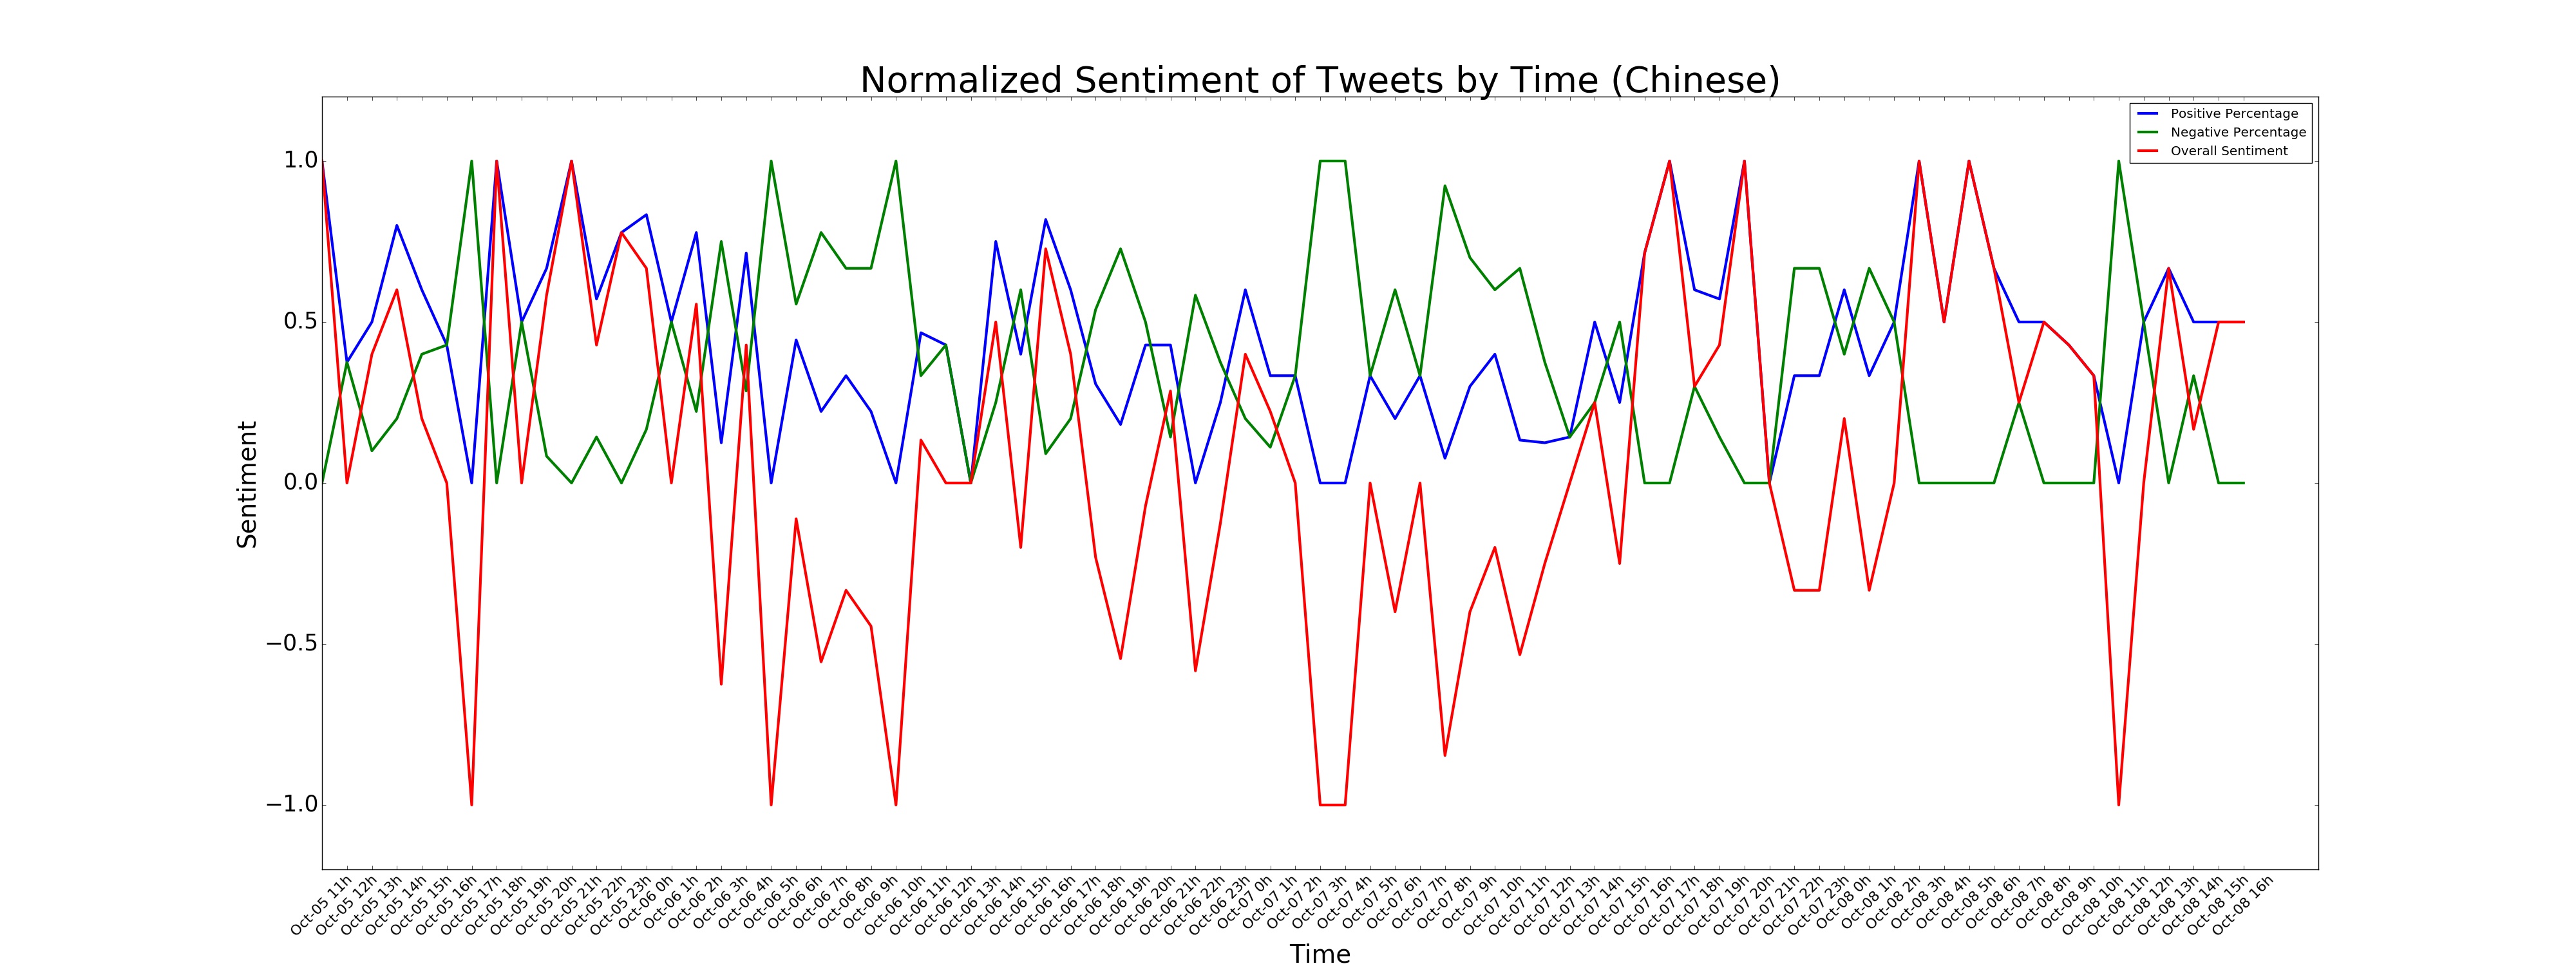 Normalized Sentiment of Tweets by Time (Chinese)
Positive Percentage
Negative Percentage
Overall Sentiment
1.0
0.5
0.0
−0.5
−1.0
Sentiment
Oct-05 11h
Oct-05 12h
Oct-05 13h
Oct-05 14h
Oct-05 15h
Oct-05 16h
Oct-05 17h
Oct-05 18h
Oct-05 19h
Oct-05 20h
Oct-05 21h
Oct-05 22h
Oct-05 23h
Oct-06 0h
Oct-06 1h
Oct-06 2h
Oct-06 3h
Oct-06 4h
Oct-06 5h
Oct-06 6h
Oct-06 7h
Oct-06 8h
Oct-06 9h
Oct-06 10h
Oct-06 11h
Oct-06 12h
Oct-06 13h
Oct-06 14h
Oct-06 15h
Oct-06 16h
Oct-06 17h
Oct-06 18h
Oct-06 19h
Oct-06 20h
Oct-06 21h
Oct-06 22h
Oct-06 23h
Oct-07 0h
Oct-07 1h
Oct-07 2h
Oct-07 3h
Oct-07 4h
Oct-07 5h
Oct-07 6h
Oct-07 7h
Oct-07 8h
Oct-07 9h
Oct-07 10h
Oct-07 11h
Oct-07 12h
Oct-07 13h
Oct-07 14h
Oct-07 15h
Oct-07 16h
Oct-07 17h
Oct-07 18h
Oct-07 19h
Oct-07 20h
Oct-07 21h
Oct-07 22h
Oct-07 23h
Oct-08 0h
Oct-08 1h
Oct-08 2h
Oct-08 3h
Oct-08 4h
Oct-08 5h
Oct-08 6h
Oct-08 7h
Oct-08 8h
Oct-08 9h
Oct-08 10h
Oct-08 11h
Oct-08 12h
Oct-08 13h
Oct-08 14h
Oct-08 15h
Oct-08 16h
Time